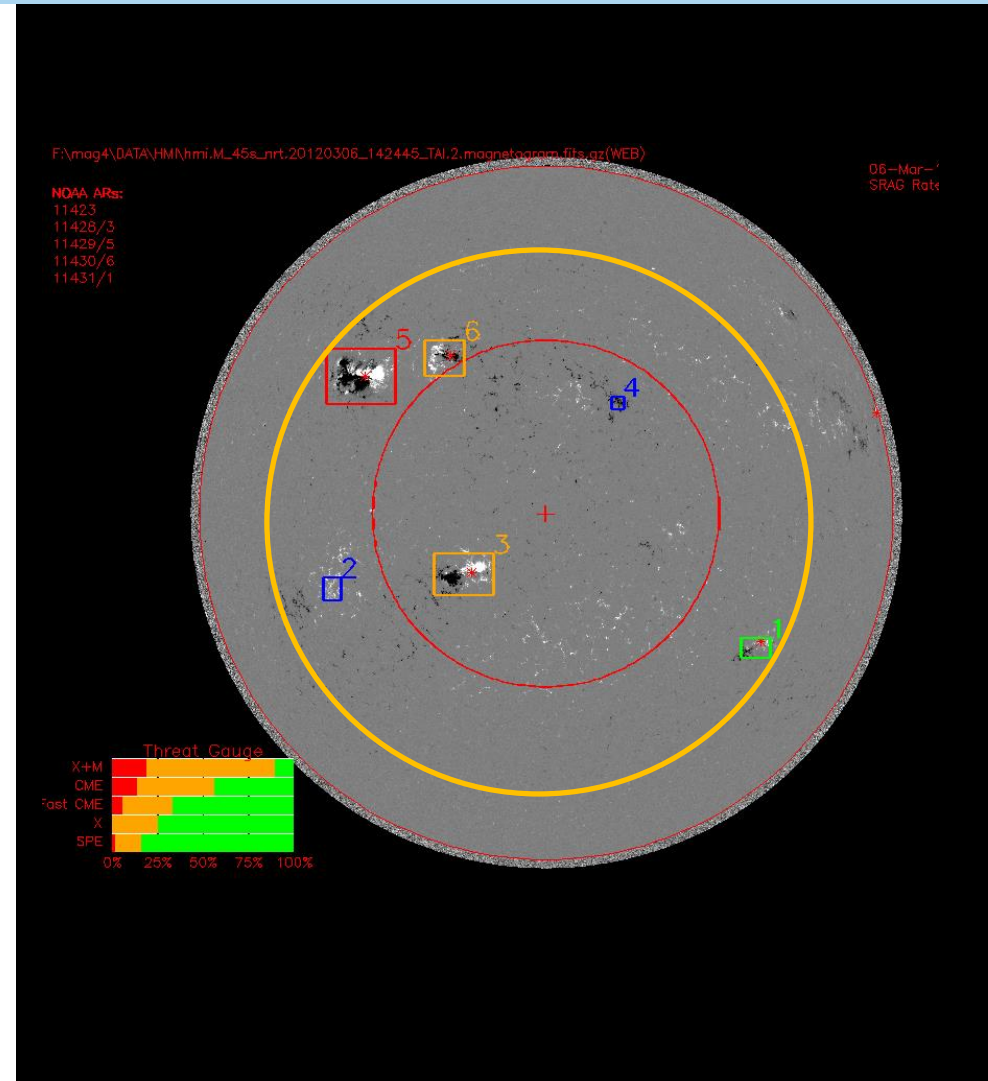 F:\mag4\DATA\HMI\hmi.M_45s_nrt.20120306_142445_TAI.2.magnetogram.fits.gz(WEB)
06-Mar-
SRAG Rate
NOAA ARs:
11423
11428/3
11429/5
11430/6
11431/1
5
6
4
3
2
1
Threat Gauge
X+M
CME
Fast CME
X
SPE
0% 25% 50% 75% 100%